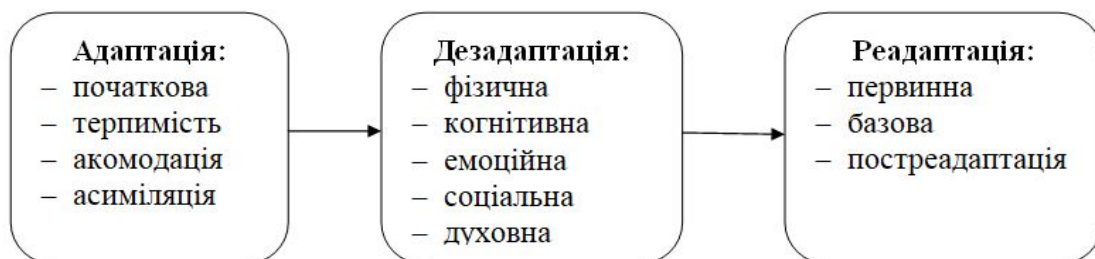 Адаптація:
– початкова
– терпимість
– акомодація
– асиміляція
Дезадаптація:
– фізична
– когнітивна
– емоційна
– соціальна
– духовна
Реадаптація:
– первинна
– базова
– постреадаптація